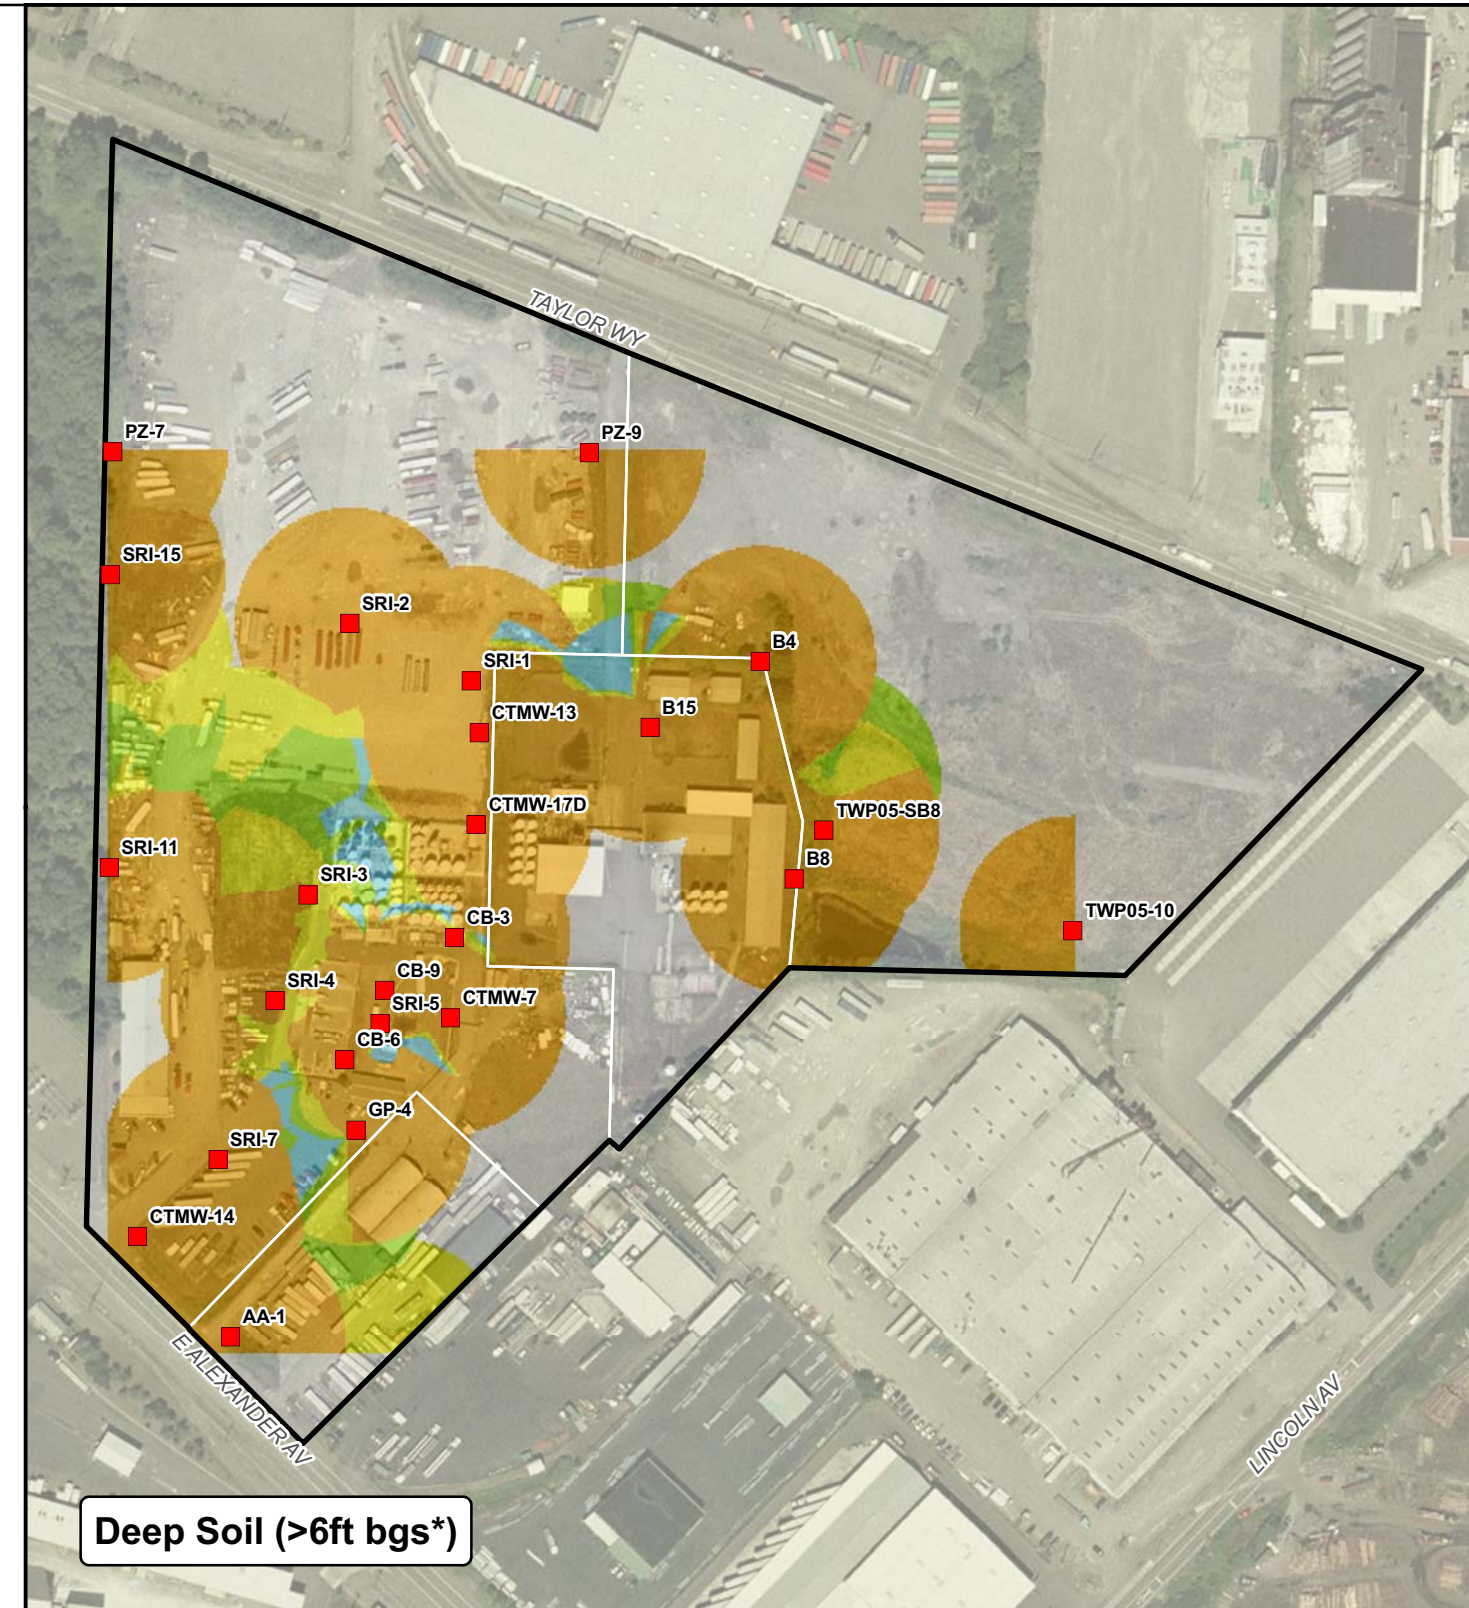 TAYLOR WY
PZ-7
PZ-9
SRI-15
SRI-2
B4
SRI-1
B15
CTMW-13
CTMW-17D
TWP05-SB8
SRI-11
B8
SRI-3
TWP05-10
CB-3
CB-9
SRI-4
SRI-5
CTMW-7
CB-6
GP-4
SRI-7
CTMW-14
AA-1
E ALEXANDER AV
LINCOLN AV
Deep Soil (>6ft bgs*)